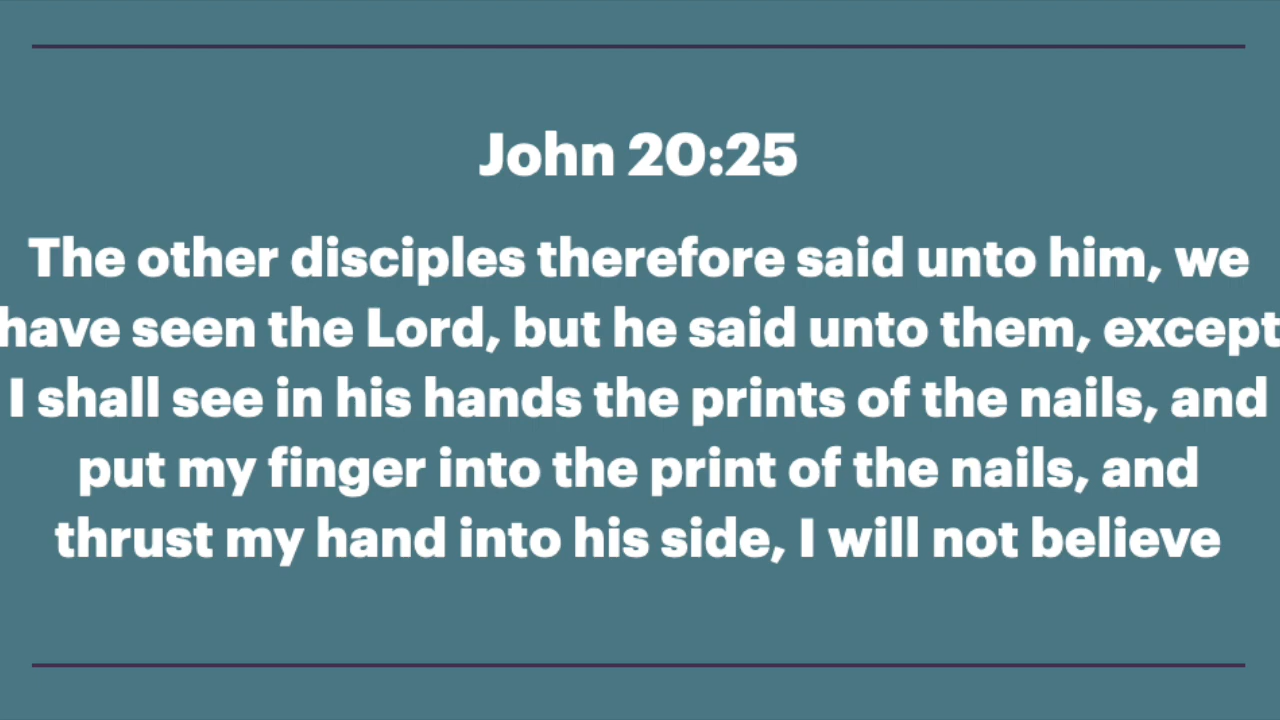 John 20:25
The other disciples therefore said unto him, we
have seen the Lord, but he said unto them, except
I shall see in his hands the prints of the nails, and
put my finger into the print of the nails, and
thrust my hand into his side, I will not believe